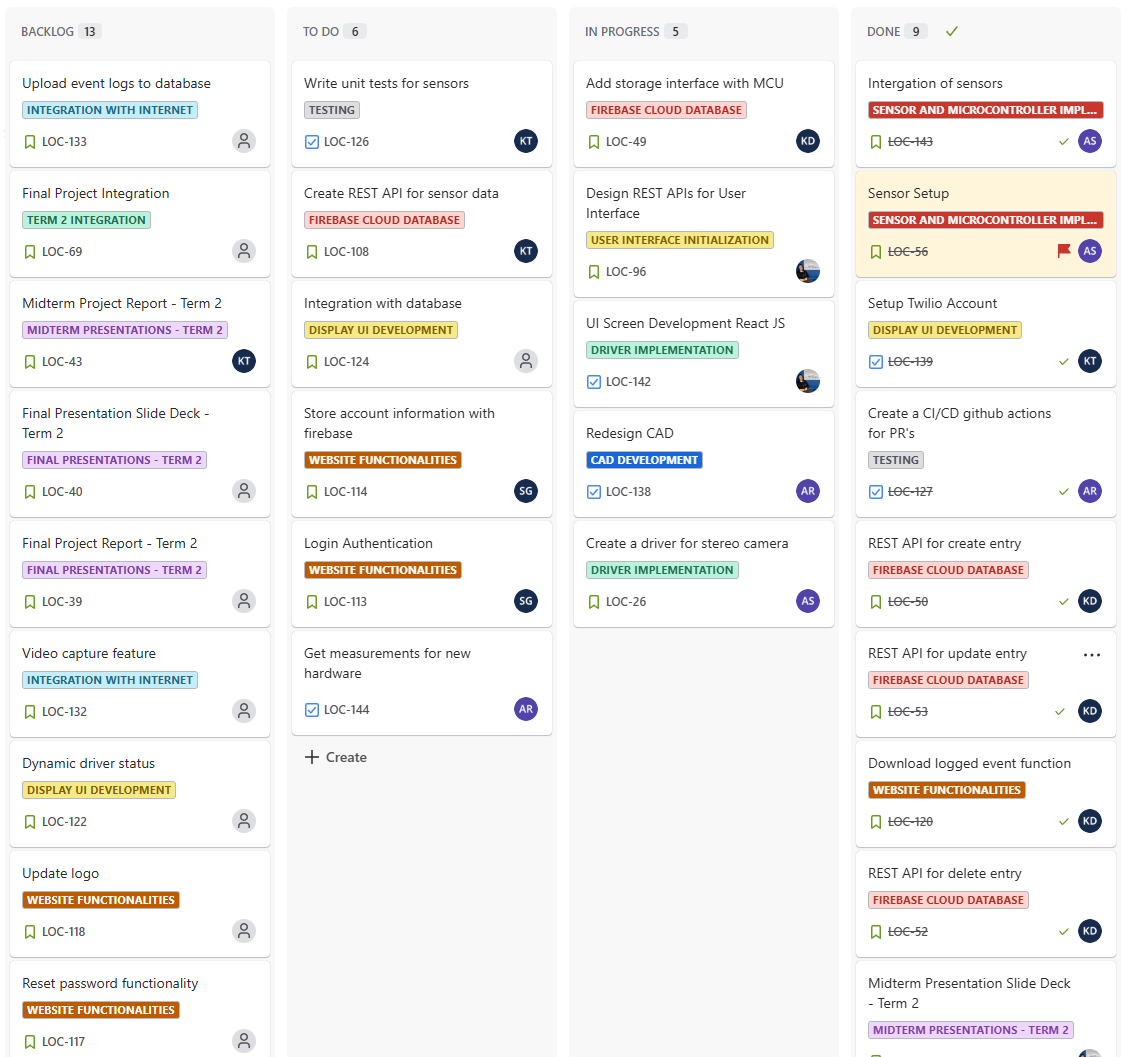 BACKLOG 13
Upload event logs to database
INTEGRATION WITH INTERNET
LOC-133
Final Project Integration
TERM 2 INTEGRATION
LOC-69
Midterm Project Report - Term 2
MIDTERM PRESENTATIONS - TERM 2
LOC-43
KT
Final Presentation Slide Deck -
Term 2
FINAL PRESENTATIONS - TERM 2
LOC-40
Final Project Report - Term 2
FINAL PRESENTATIONS - TERM 2
LOC-39
Video capture feature
INTEGRATION WITH INTERNET
LOC-132
Dynamic driver status
DISPLAY UI DEVELOPMENT
LOC-122
Update logo
WEBSITE FUNCTIONALITIES
LOC-118
Reset password functionality
WEBSITE FUNCTIONALITIES
LOC-117
TO DO 6
Write unit tests for sensors
TESTING
LOC-126
KT
Create REST API for sensor data
FIREBASE CLOUD DATABASE
LOC-108
KT
Integration with database
DISPLAY UI DEVELOPMENT
LOC-124
Store account information with
firebase
WEBSITE FUNCTIONALITIES
LOC-114
SG
Login Authentication
WEBSITE FUNCTIONALITIES
LOC-113
SG
Get measurements for new
hardware
LOC-144
AR
Create
IN PROGRESS 5
Add storage interface with MCU
FIREBASE CLOUD DATABASE
LOC-49
KD
Design REST APIs for User
Interface
USER INTERFACE INITIALIZATION
LOC-96
UI Screen Development React JS
DRIVER IMPLEMENTATION
LOC-142
Redesign CAD
CAD DEVELOPMENT
LOC-138
AR
Create a driver for stereo camera
DRIVER IMPLEMENTATION
LOC-26
AS
DONE 9
Intergation of sensors
SENSOR AND MICROCONTROLLER IMPL...
LOC-143
AS
Sensor Setup
SENSOR AND MICROCONTROLLER IMPL...
LOC-56
AS
Setup Twilio Account
DISPLAY UI DEVELOPMENT
LOC-139
KT
Create a CI/CD github actions
for PR's
TESTING
LOC-127
AR
REST API for create entry
FIREBASE CLOUD DATABASE
LOC-50
KD
REST API for update entry
FIREBASE CLOUD DATABASE
LOC-53
KD
Download logged event function
WEBSITE FUNCTIONALITIES
LOC-120
KD
REST API for delete entry
FIREBASE CLOUD DATABASE
LOC-52
KD
Midterm Presentation Slide Deck
- Term 2
MIDTERM PRESENTATIONS - TERM 2